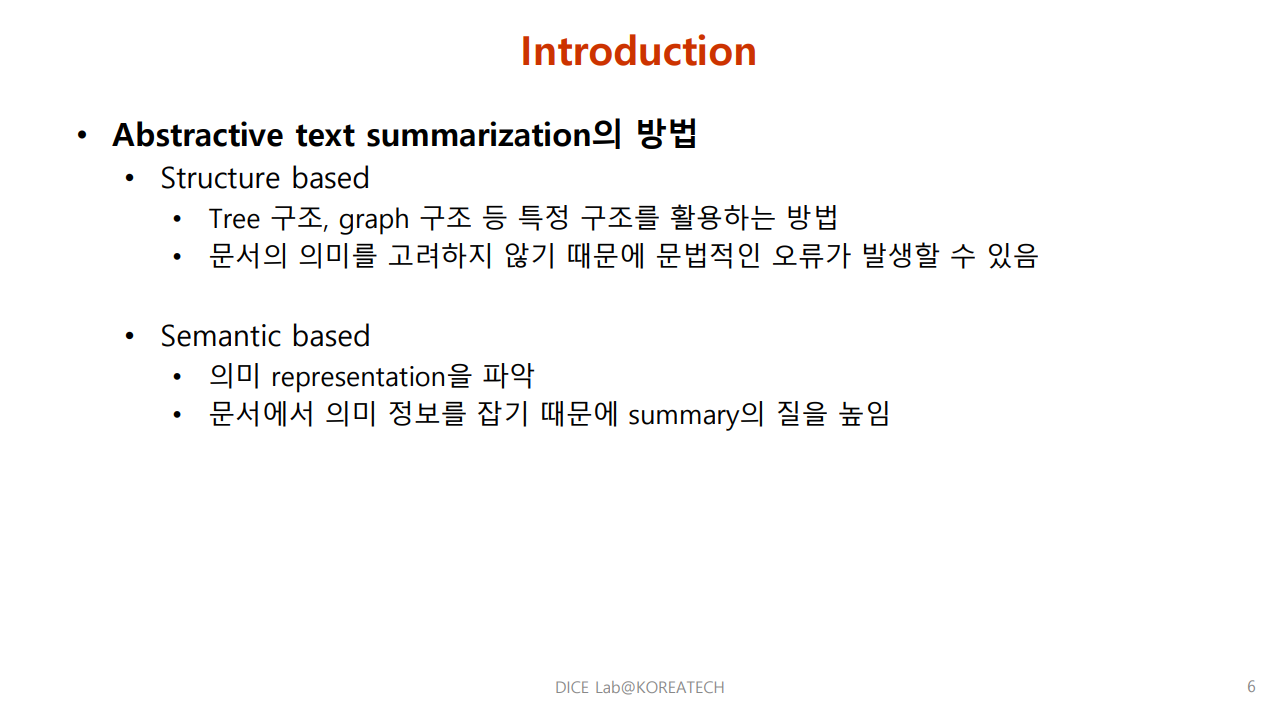 Introduction
• Abstractive text summarization의 방법
• Structure based
• Tree 구조, graph 구조 등 특정 구조를 활용하는 방법
• 문서의 의미를 고려하지 않기 때문에 문법적인 오류가 발생할 수 있음
• Semantic based
• 의미 representation을 파악
• 문서에서 의미 정보를 잡기 때문에 summary의 질을 높임
DICE Lab@KOREATECH
6